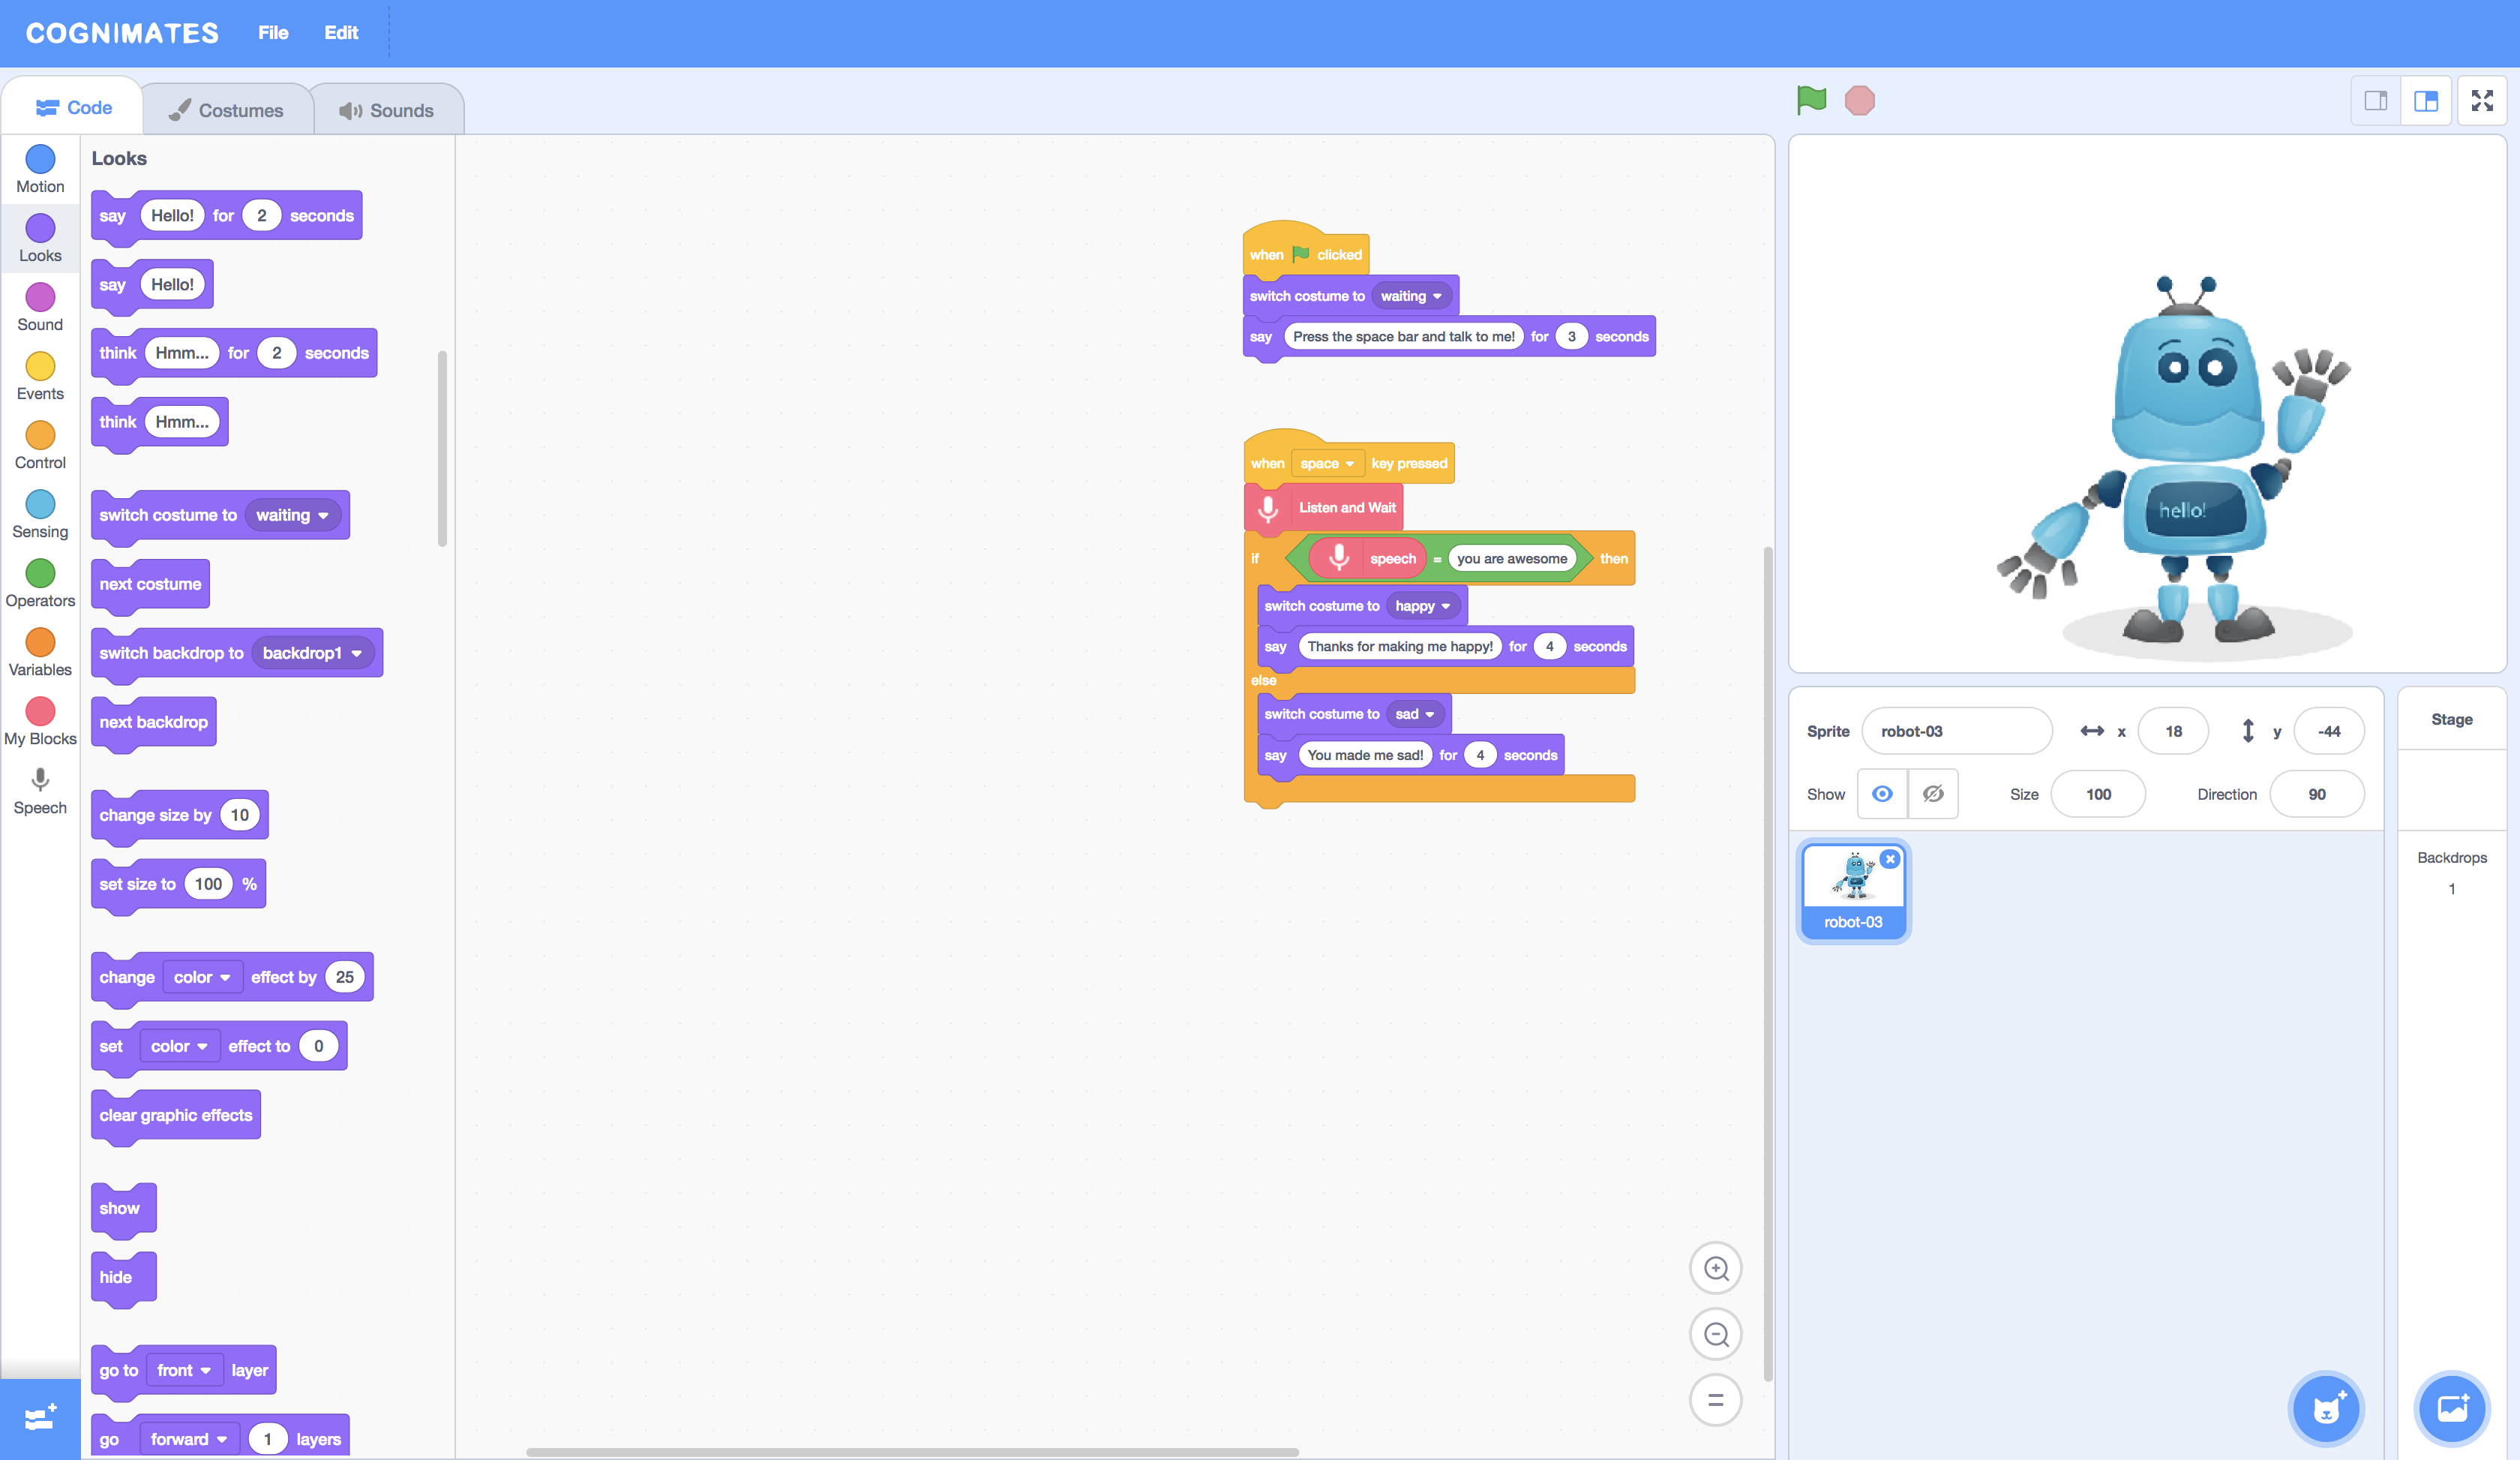 COGNIMATES File Edit
Code Costumes Sounds
Motion
Looks
Sound
Events
Control
Sensing
Operators
Variables
My Blocks
Speech
Looks
say Hello! for 2 seconds
say Hello!
think Hmm... for 2 seconds
think Hmm...
switch costume to waiting
next costume
switch backdrop to backdrop1
next backdrop
change size by 10
set size to 100 %
change color effect by 25
set color effect to 0
clear graphic effects
show
hide
go to front layer
go forward 1 layers
when clicked
switch costume to waiting
say Press the space bar and talk to me! for 3 seconds
when space key pressed
Listen and Wait
if speech = you are awesome then
switch costume to happy
say Thanks for making me happy! for 4 seconds
else
switch costume to sad
say You made me sad! for 4 seconds
hello!
Sprite robot-03 x 18 y -44
Show Size 100 Direction 90
robot-03
Stage
Backdrops
1